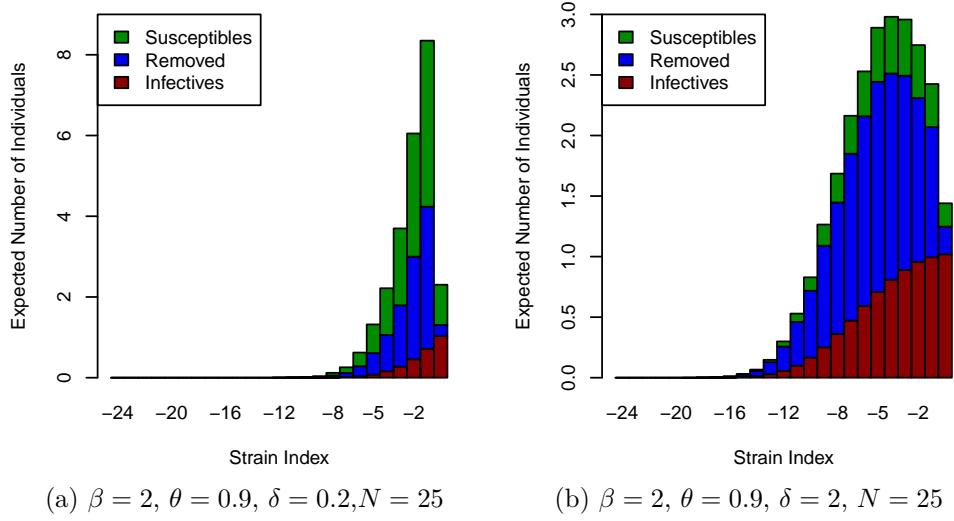 Susceptibles
Removed
Infectives
Expected Number of Individuals
0
2
4
6
8
−24
−20
−16
−12
−8
−5
−2
Strain Index
(a) β = 2, θ = 0.9, δ = 0.2,N = 25
Susceptibles
Removed
Infectives
Expected Number of Individuals
0.0
0.5
1.0
1.5
2.0
2.5
3.0
−24
−20
−16
−12
−8
−5
−2
Strain Index
(b) β = 2, θ = 0.9, δ = 2, N = 25